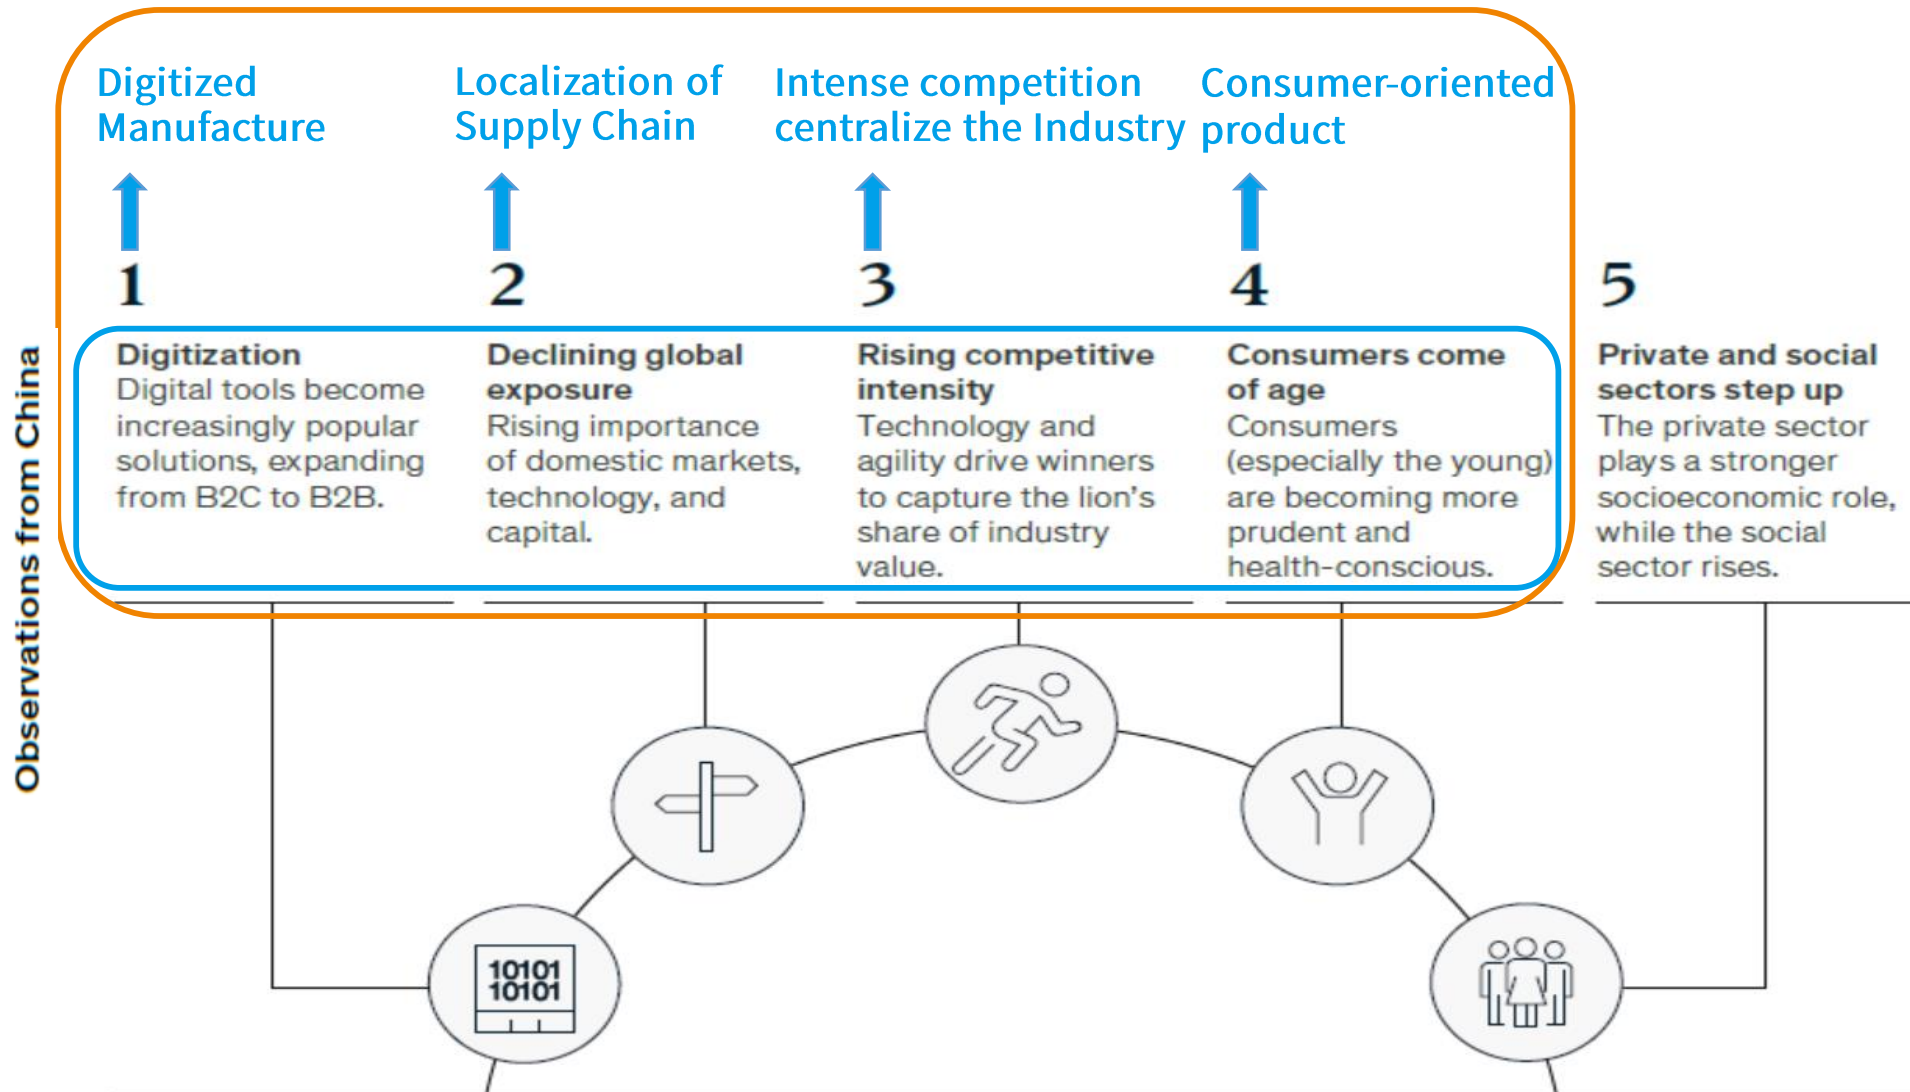 Digitized
Manufacture
Localization of
Supply Chain
Intense competition
centralize the Industry
Consumer-oriented
product
Observations from China
1
Digitization
Digital tools become
increasingly popular
solutions, expanding
from B2C to B2B.
2
Declining global
exposure
Rising importance
of domestic markets,
technology, and
capital.
3
Rising competitive
intensity
Technology and
agility drive winners
to capture the lion's
share of industry
value.
4
Consumers come
of age
Consumers
(especially the young)
are becoming more
prudent and
health-conscious.
5
Private and social
sectors step up
The private sector
plays a stronger
socioeconomic role,
while the social
sector rises.
10101
10101